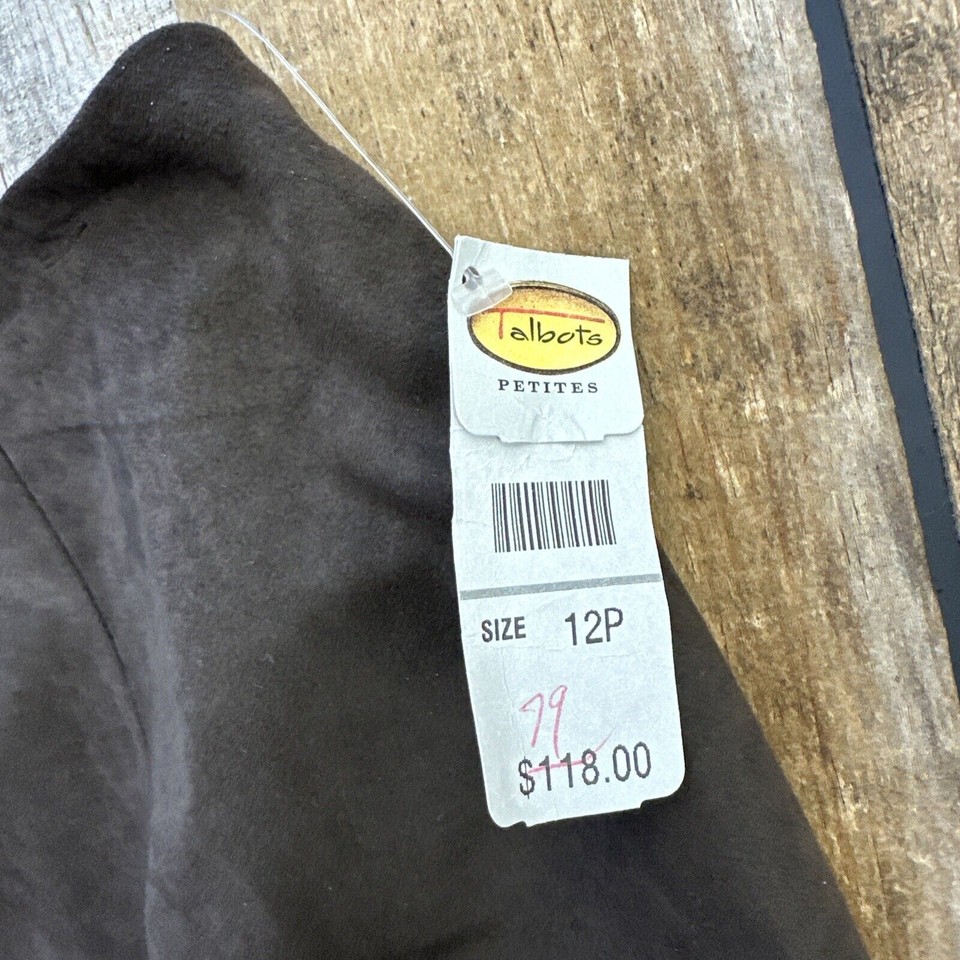 Talbots
PETITES
SIZE 12P
79
$118.00